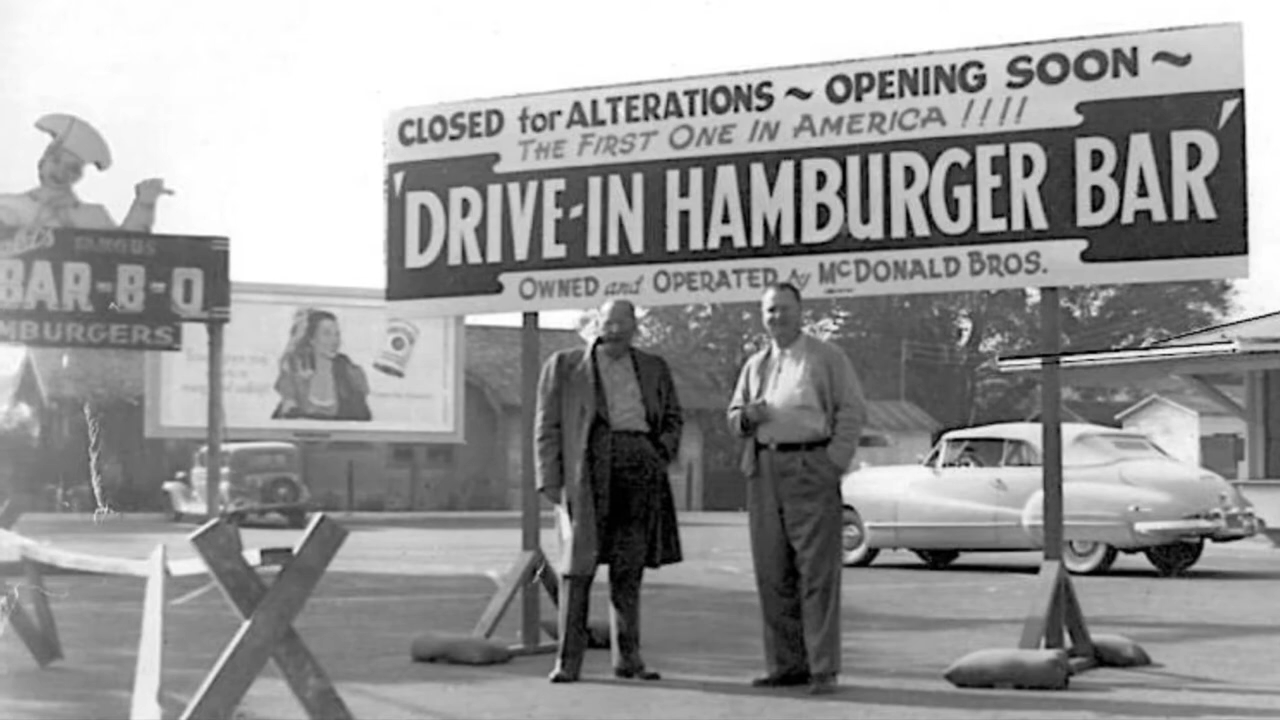 CLOSED for ALTERATIONS ~ OPENING SOON ~
THE FIRST ONE IN AMERICA !!!!
'DRIVE-IN HAMBURGER BAR'
OWNED and OPERATED by McDONALD BROS.
FAMOUS
BAR-B-Q
MBURGERS